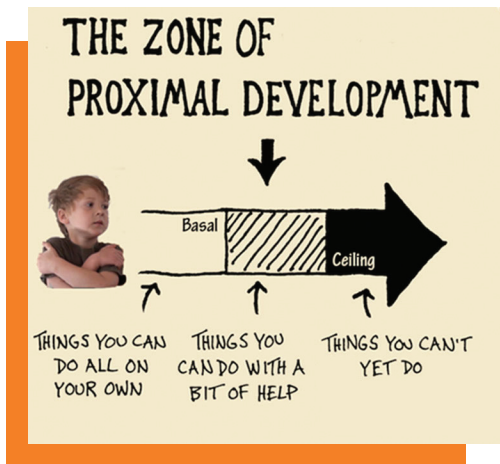 THE ZONE OF
PROXIMAL DEVELOPMENT
Basal
Ceiling
THINGS YOU CAN
DO ALL ON
YOUR OWN
THINGS YOU
CAN DO WITH A
BIT OF HELP
THINGS YOU CAN'T
YET DO